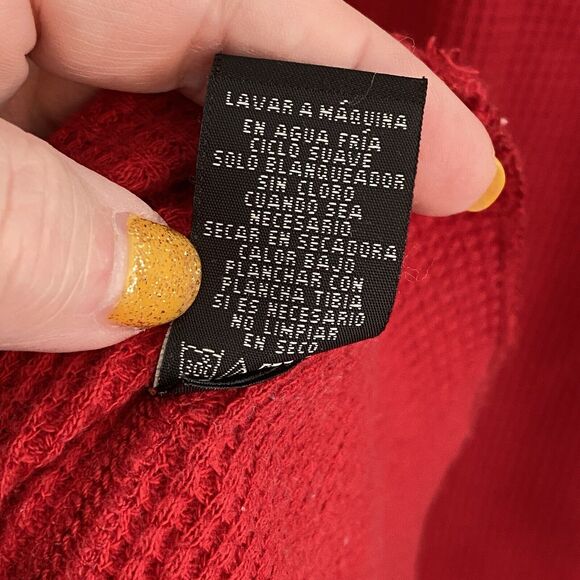 LAVAR A MÁQUINA
EN AGUA FRÍA
CICLO SUAVE
SOLO BLANQUEADOR
SIN CLORO
CUANDO SEA
NECESARIO
SECAR EN SECADORA
CALOR BAJO
PLANCHAR CON
PLANCHA TIBIA
SI ES NECESARIO
NO LIMPIAR
EN SECO
30C